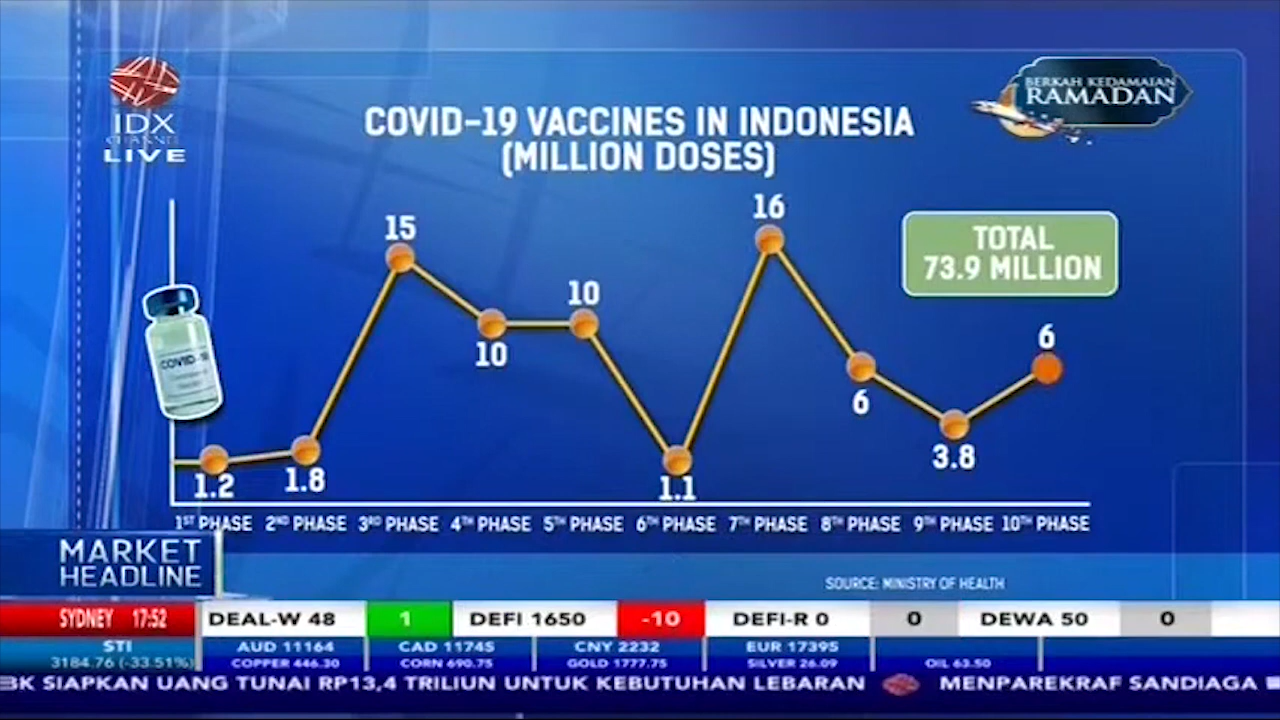 IDX
CHANNEL
LIVE
BERKAH KEDAMAIAN
RAMADAN
COVID-19 VACCINES IN INDONESIA
(MILLION DOSES)
TOTAL
73.9 MILLION
COVID-19
1.2
1.8
15
10
10
1.1
16
6
3.8
6
1ST PHASE 2ND PHASE 3RD PHASE 4TH PHASE 5TH PHASE 6TH PHASE 7TH PHASE 8TH PHASE 9TH PHASE 10TH PHASE
MARKET
HEADLINE
SOURCE: MINISTRY OF HEALTH
SYDNEY 17:52 DEAL-W 48 1 DEFI 1650 -10 DEFI-R 0 0 DEWA 50 0
STI AUD 11164 CAD 11745 CNY 2232 EUR 17395
3184.76 (-33.51%) COPPER 446.30 CORN 690.75 GOLD 1777.75 SILVER 26.09 OIL 63.50
BK SIAPKAN UANG TUNAI RP13,4 TRILIUN UNTUK KEBUTUHAN LEBARAN MENPAREKRAF SANDIAGA